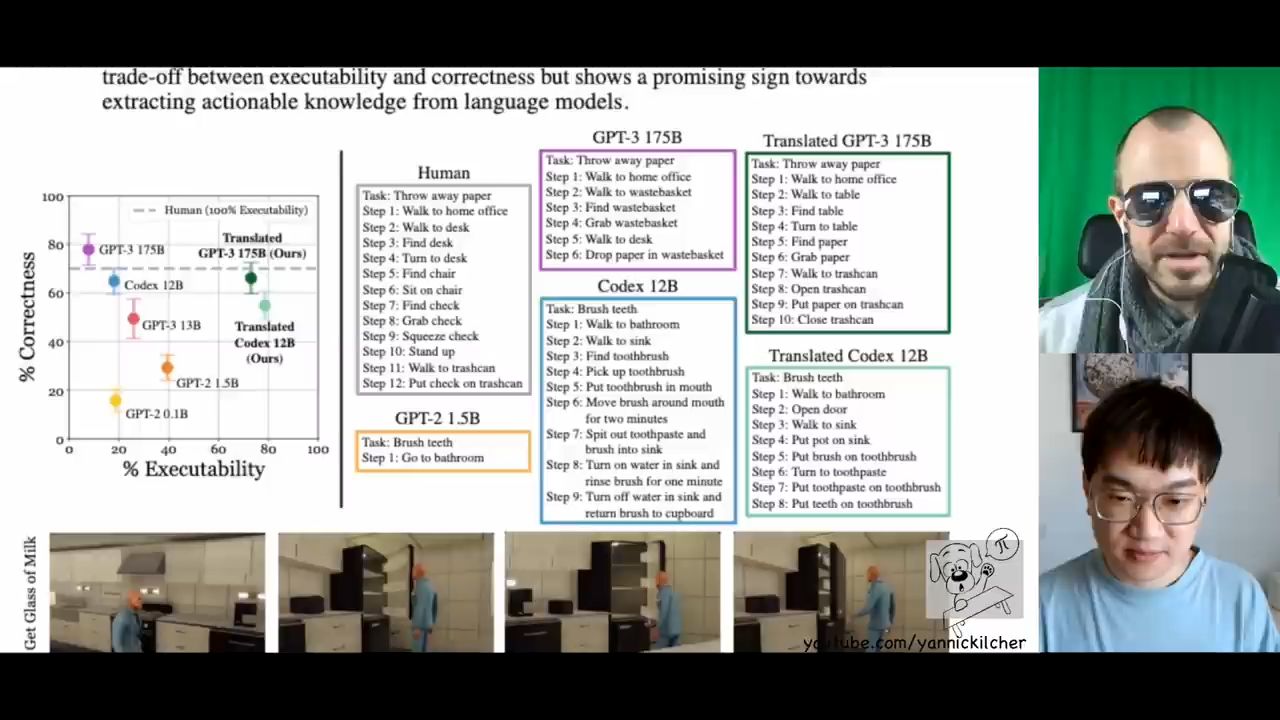 trade-off between executability and correctness but shows a promising sign towards
extracting actionable knowledge from language models.
% Correctness
100
80
60
40
20
0
0 20 40 60 80 100
% Executability
Human (100% Executability)
GPT-3 175B
Translated
GPT-3 175B (Ours)
Codex 12B
GPT-3 13B
Translated
Codex 12B
(Ours)
GPT-2 1.5B
GPT-2 0.1B
Human
Task: Throw away paper
Step 1: Walk to home office
Step 2: Walk to desk
Step 3: Find desk
Step 4: Turn to desk
Step 5: Find chair
Step 6: Sit on chair
Step 7: Find check
Step 8: Grab check
Step 9: Squeeze check
Step 10: Stand up
Step 11: Walk to trashcan
Step 12: Put check on trashcan
GPT-2 1.5B
Task: Brush teeth
Step 1: Go to bathroom
GPT-3 175B
Task: Throw away paper
Step 1: Walk to home office
Step 2: Walk to wastebasket
Step 3: Find wastebasket
Step 4: Grab wastebasket
Step 5: Walk to desk
Step 6: Drop paper in wastebasket
Codex 12B
Task: Brush teeth
Step 1: Walk to bathroom
Step 2: Walk to sink
Step 3: Find toothbrush
Step 4: Pick up toothbrush
Step 5: Put toothbrush in mouth
Step 6: Move brush around mouth
for two minutes
Step 7: Spit out toothpaste and
brush into sink
Step 8: Turn on water in sink and
rinse brush for one minute
Step 9: Turn off water in sink and
return brush to cupboard
Translated GPT-3 175B
Task: Throw away paper
Step 1: Walk to home office
Step 2: Walk to table
Step 3: Find table
Step 4: Turn to table
Step 5: Find paper
Step 6: Grab paper
Step 7: Walk to trashcan
Step 8: Open trashcan
Step 9: Put paper on trashcan
Step 10: Close trashcan
Translated Codex 12B
Task: Brush teeth
Step 1: Walk to bathroom
Step 2: Open door
Step 3: Walk to sink
Step 4: Put pot on sink
Step 5: Put brush on toothbrush
Step 6: Turn to toothpaste
Step 7: Put toothpaste on toothbrush
Step 8: Put teeth on toothbrush
Get Glass of Milk
π
youtube.com/yannickilcher